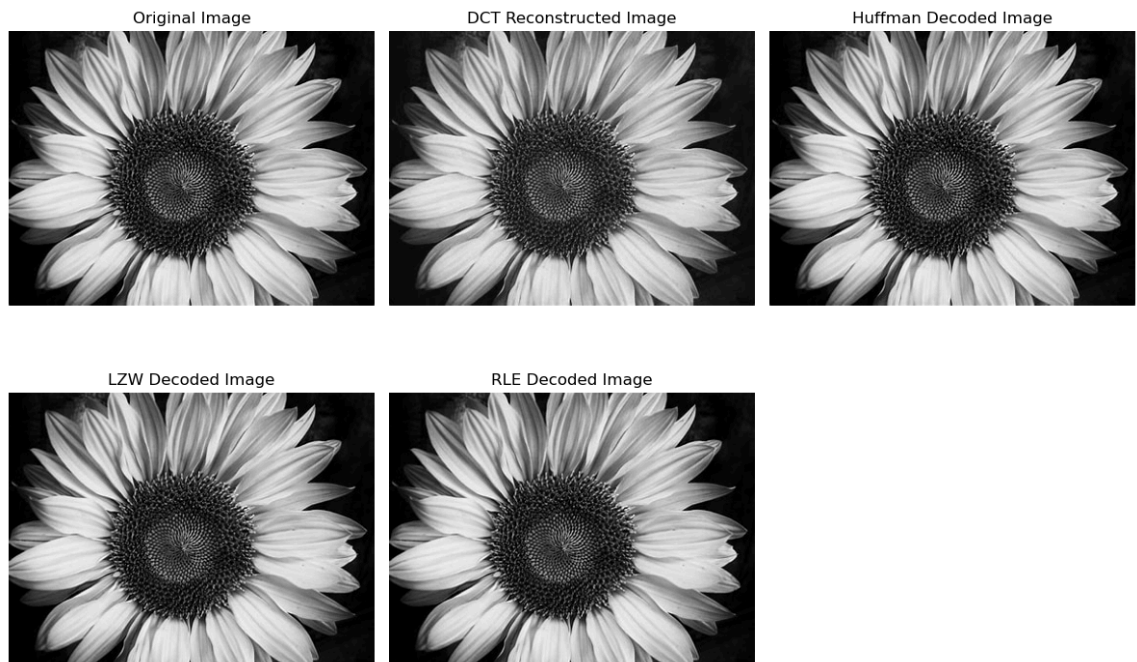 Original Image
DCT Reconstructed Image
Huffman Decoded Image
LZW Decoded Image
RLE Decoded Image